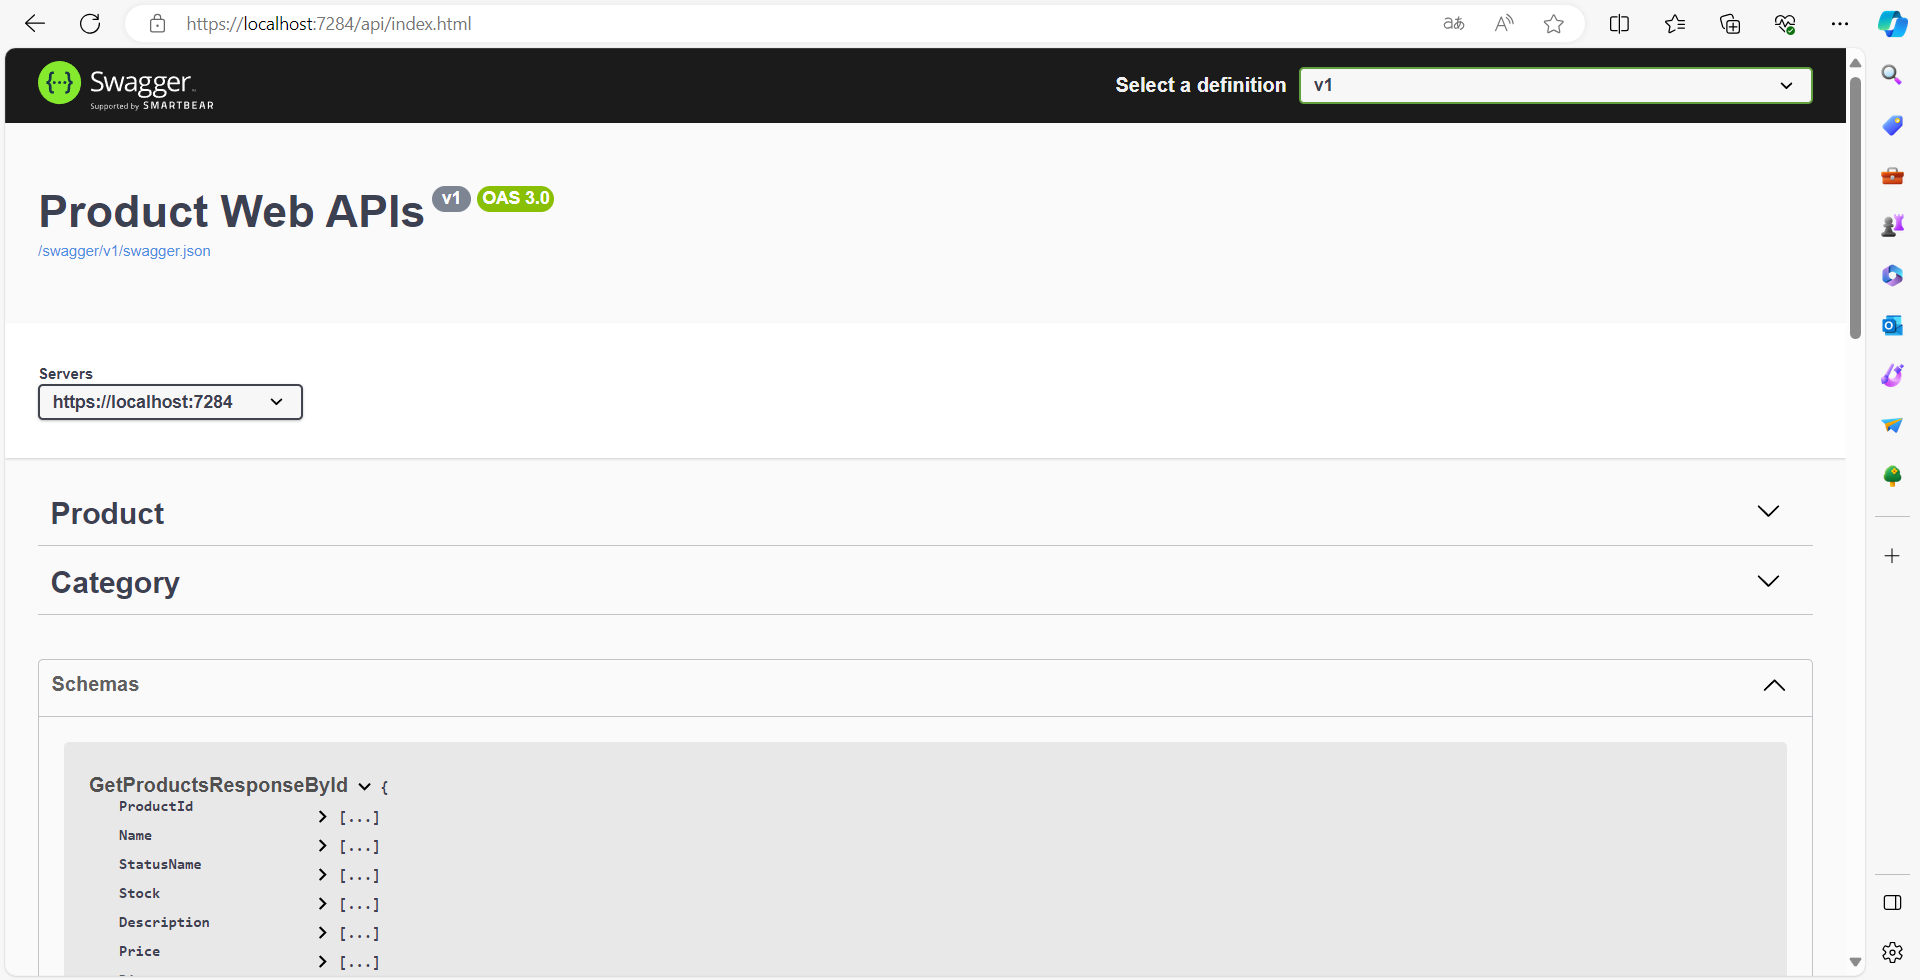 https://localhost:7284/api/index.html
Swagger
Supported by SMARTBEAR
Select a definition
v1
Product Web APIs v1 OAS 3.0
/swagger/v1/swagger.json
Servers
https://localhost:7284
Product
Category
Schemas
GetProductsResponseById {
ProductId [...]
Name [...]
StatusName [...]
Stock [...]
Description [...]
Price [...]